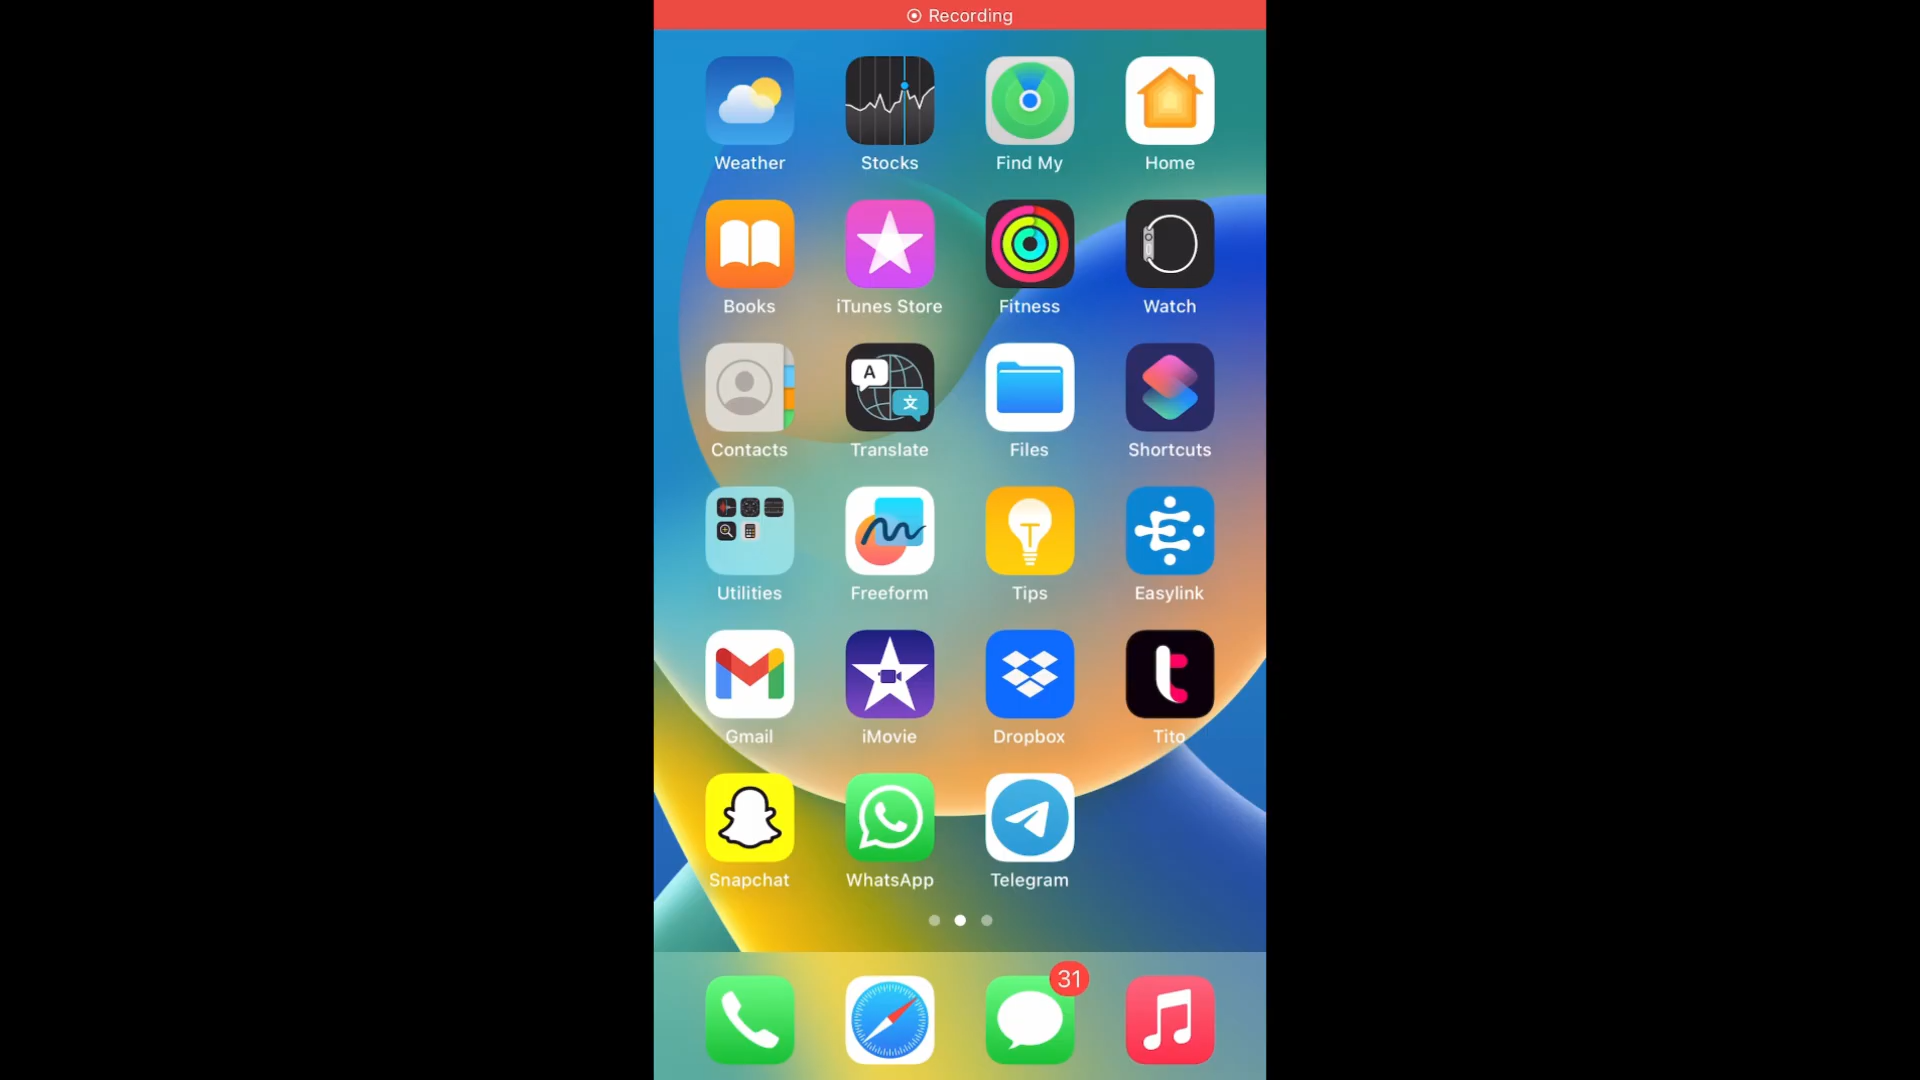 Recording
Weather Stocks Find My Home
Books iTunes Store Fitness Watch
A 文
Contacts Translate Files Shortcuts
Utilities Freeform Tips Easylink
Gmail iMovie Dropbox Tito
Snapchat WhatsApp Telegram
31